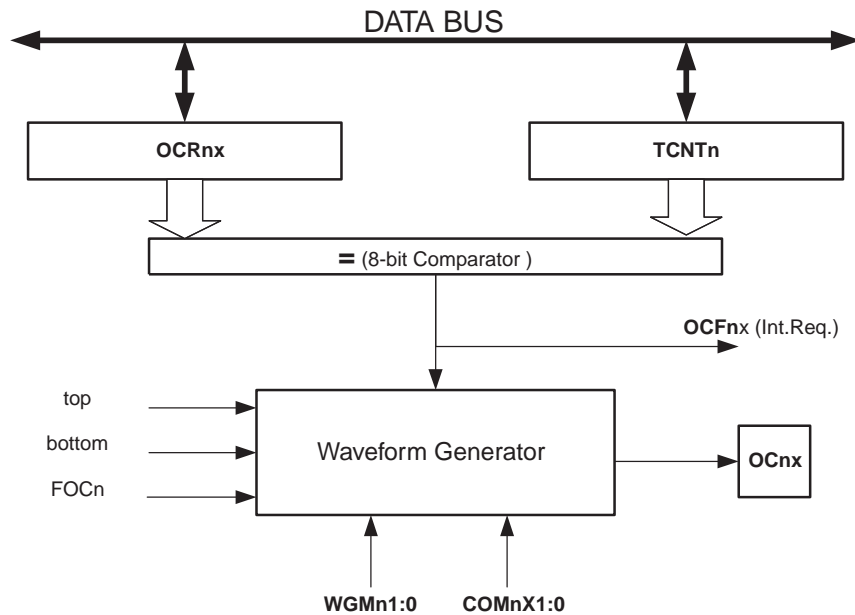 DATA BUS
OCRnx
TCNTn
= (8-bit Comparator )
OCFnx (Int.Req.)
top
bottom
FOCn
Waveform Generator
OCnx
WGMn1:0
COMnX1:0